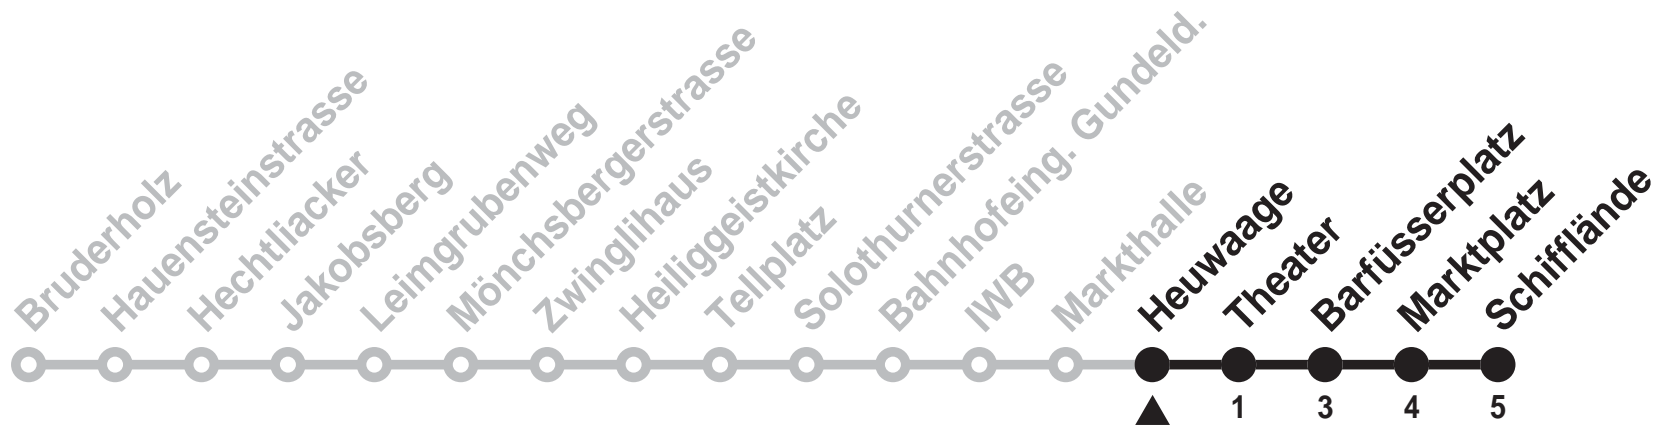 Bruderholz
Hauensteinstrasse
Hechtliacker
Jakobsberg
Leimgrubenweg
Mönchsbergerstrasse
Zwinglihaus
Heiliggeistkirche
Tellplatz
Solothurnerstrasse
Bahnhofeing. Gundeld.
IWB
Markthalle
Heuwaage
Theater
Barfüsserplatz
Marktplatz
Schifflände
1 3 4 5